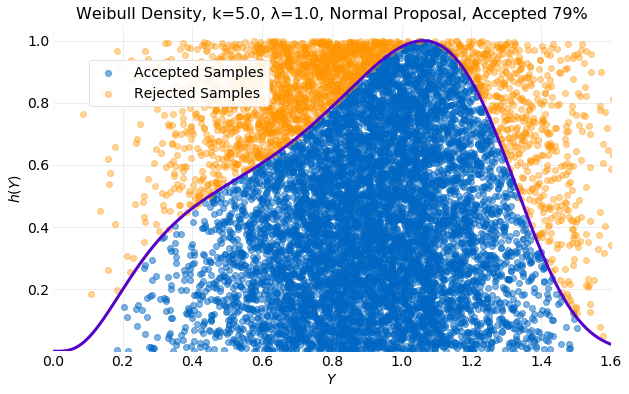 Weibull Density, k=5.0, λ=1.0, Normal Proposal, Accepted 79%
1.0
0.8
0.6
0.4
0.2
h(Y)
Accepted Samples
Rejected Samples
0.0 0.2 0.4 0.6 0.8 1.0 1.2 1.4 1.6
Y